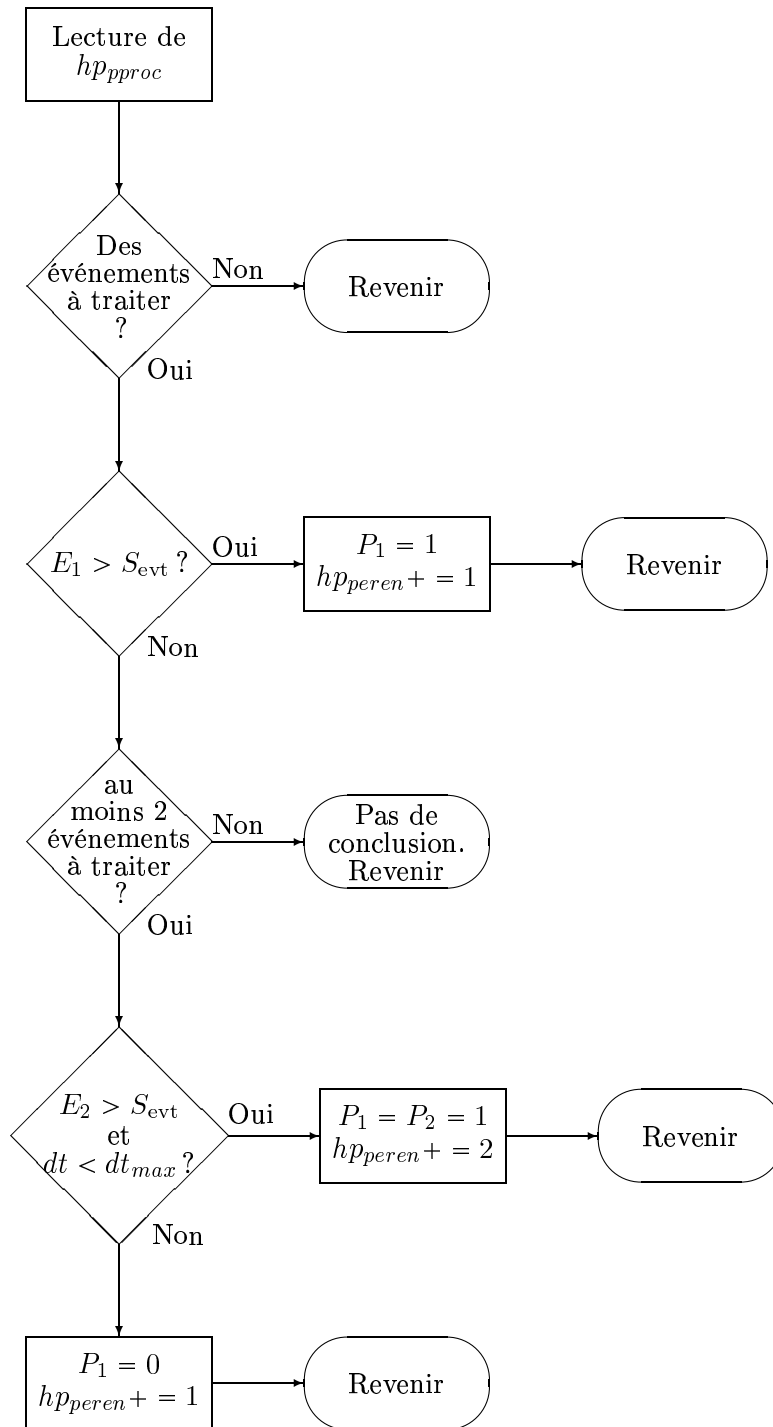 Lecture de
hp_pproc
Des
événements
à traiter
?
Non
Revenir
Oui
E_1 > S_evt ?
Oui
P_1 = 1
hp_peren + = 1
Revenir
Non
au
moins 2
événements
à traiter
?
Non
Pas de
conclusion.
Revenir
Oui
E_2 > S_evt
et
dt < dt_max ?
Oui
P_1 = P_2 = 1
hp_peren + = 2
Revenir
Non
P_1 = 0
hp_peren + = 1
Revenir